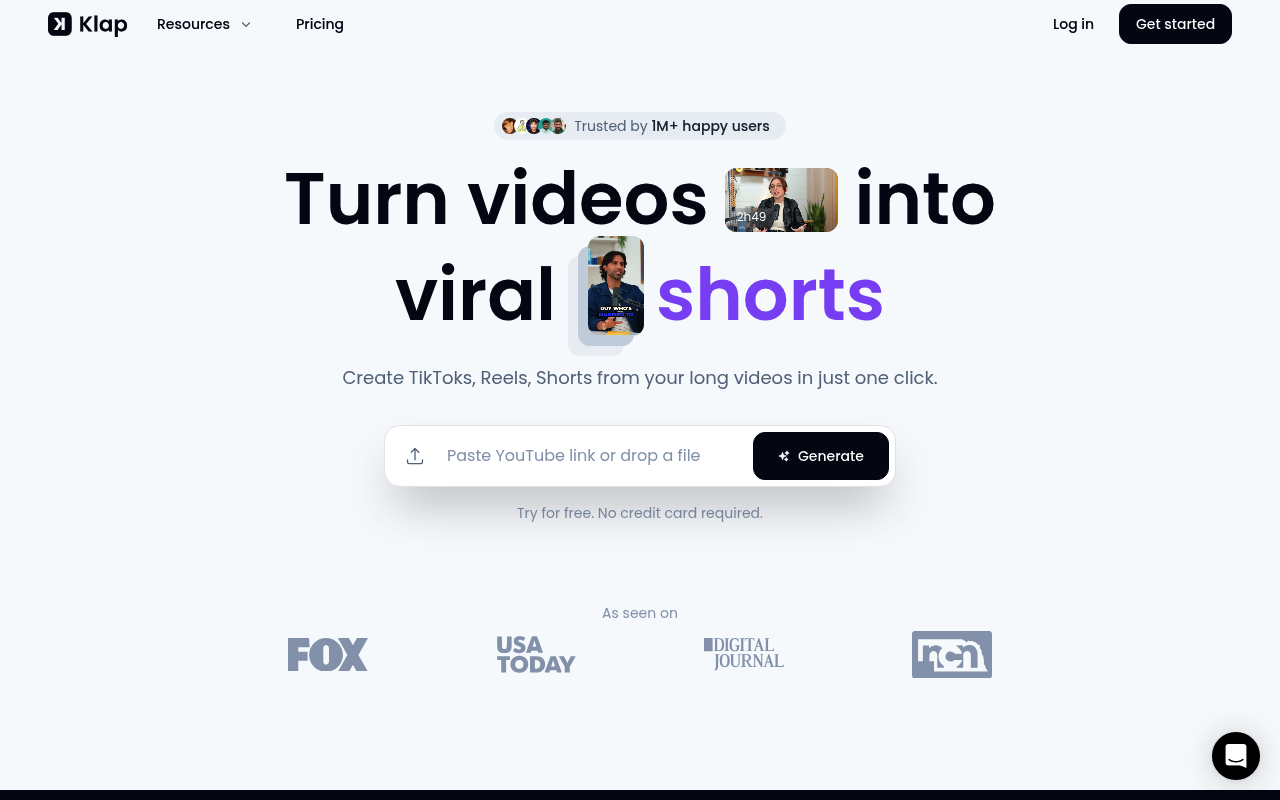 Klap
Resources
Pricing
Log in
Get started
Trusted by 1M+ happy users
Turn videos into
2h49
viral shorts
Create TikToks, Reels, Shorts from your long videos in just one click.
Paste YouTube link or drop a file
Generate
Try for free. No credit card required.
As seen on
FOX
USA
TODAY
DIGITAL
JOURNAL
rcn